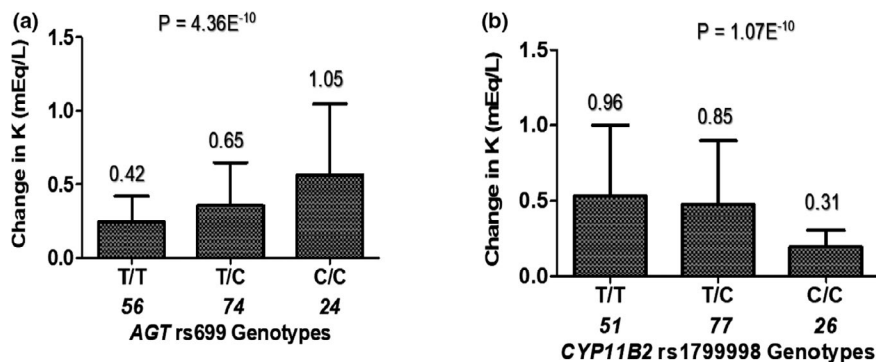 (a)
P = 4.36E⁻¹⁰
Change in K (mEq/L)
1.5
1.0
0.5
0.0
0.42
0.65
1.05
T/T T/C C/C
56 74 24
AGT rs699 Genotypes
(b)
P = 1.07E⁻¹⁰
Change in K (mEq/L)
1.5
1.0
0.5
0.0
0.96
0.85
0.31
T/T T/C C/C
51 77 26
CYP11B2 rs1799998 Genotypes